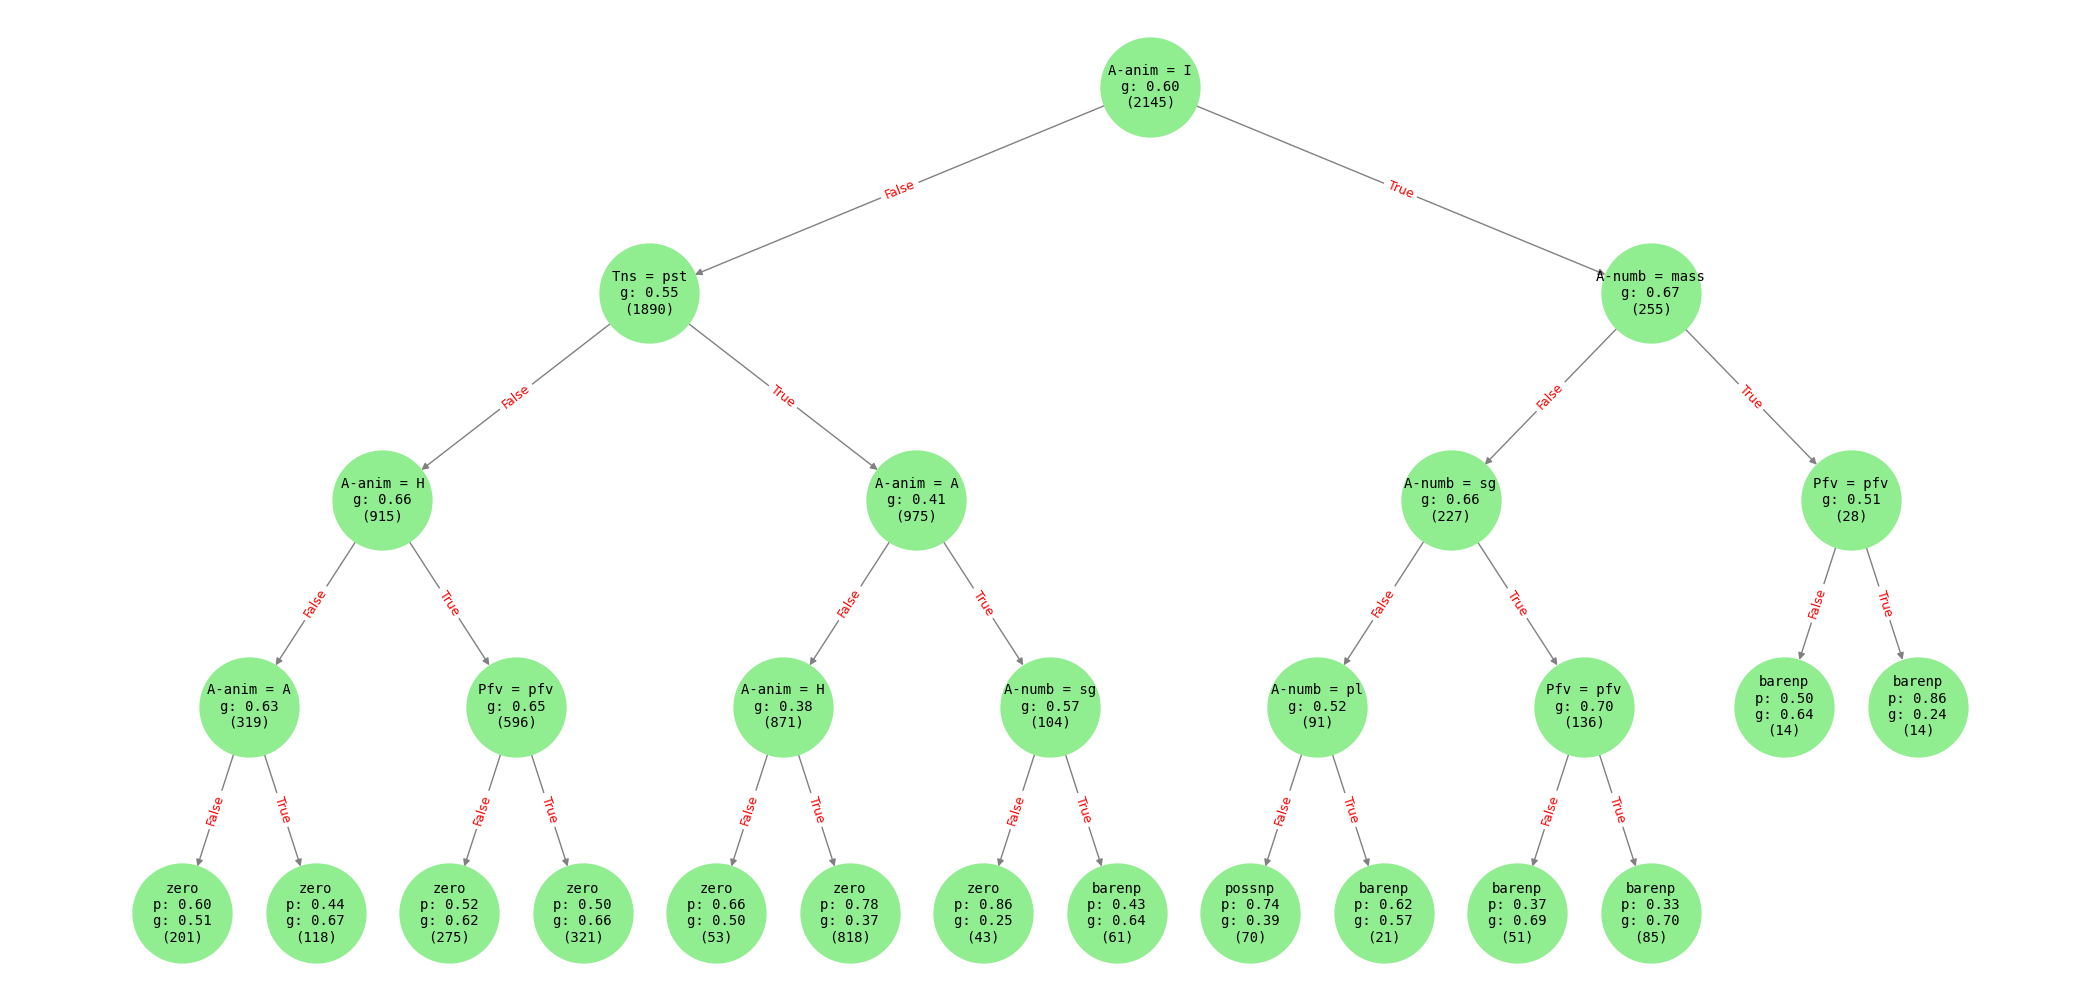 A-anim = I
g: 0.60
(2145)
False
True
Tns = pst
g: 0.55
(1890)
A-numb = mass
g: 0.67
(255)
False
True
False
True
A-anim = H
g: 0.66
(915)
A-anim = A
g: 0.41
(975)
A-numb = sg
g: 0.66
(227)
Pfv = pfv
g: 0.51
(28)
False
True
False
True
False
True
False
True
A-anim = A
g: 0.63
(319)
Pfv = pfv
g: 0.65
(596)
A-anim = H
g: 0.38
(871)
A-numb = sg
g: 0.57
(104)
A-numb = pl
g: 0.52
(91)
Pfv = pfv
g: 0.70
(136)
barenp
p: 0.50
g: 0.64
(14)
barenp
p: 0.86
g: 0.24
(14)
False
True
False
True
False
True
False
True
False
True
False
True
zero
p: 0.60
g: 0.51
(201)
zero
p: 0.44
g: 0.67
(118)
zero
p: 0.52
g: 0.62
(275)
zero
p: 0.50
g: 0.66
(321)
zero
p: 0.66
g: 0.50
(53)
zero
p: 0.78
g: 0.37
(818)
zero
p: 0.86
g: 0.25
(43)
barenp
p: 0.43
g: 0.64
(61)
possnp
p: 0.74
g: 0.39
(70)
barenp
p: 0.62
g: 0.57
(21)
barenp
p: 0.37
g: 0.69
(51)
barenp
p: 0.33
g: 0.70
(85)